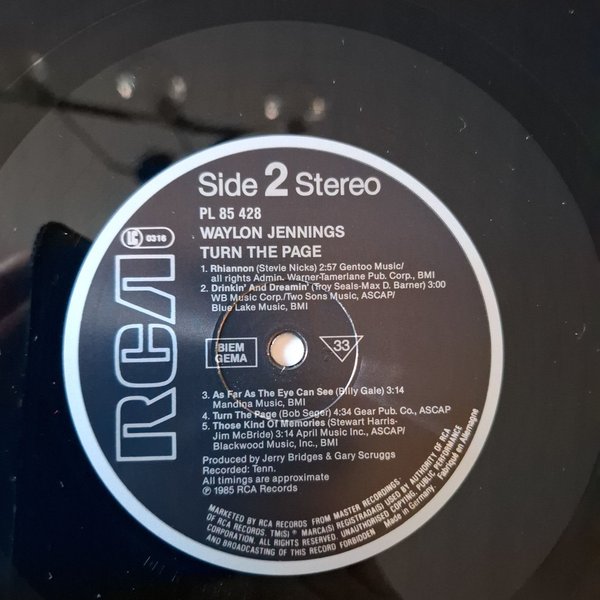 Side 2 Stereo
PL 85 428
WAYLON JENNINGS
TURN THE PAGE
LC 0316
RCA
1. Rhiannon (Stevie Nicks) 2:57 Gentoo Music/
all rights Admin. Warner-Tamerlane Pub. Corp., BMI
2. Drinkin' And Dreamin' (Troy Seals-Max D. Barner) 3:00
WB Music Corp./Two Sons Music, ASCAP/
Blue Lake Music, BMI
BIEM
GEMA
33
3. As Far As The Eye Can See (Billy Gale) 3:14
Mandina Music, BMI
4. Turn The Page (Bob Seger) 4:34 Gear Pub. Co., ASCAP
5. Those Kind Of Memories (Stewart Harris-
Jim McBride) 3:14 April Music Inc., ASCAP/
Blackwood Music, Inc., BMI
Produced by Jerry Bridges & Gary Scruggs
Recorded: Tenn.
All timings are approximate
℗ 1985 RCA Records
MARKETED BY RCA RECORDS FROM MASTER RECORDINGS-
OF RCA RECORDS. TM(S) ® MARCA(S) REGISTRADA(S) USED BY AUTHORITY OF RCA
CORPORATION. ALL RIGHTS RESERVED. UNAUTHORISED COPYING, PUBLIC PERFORMANCE
AND BROADCASTING OF THIS RECORD FORBIDDEN
Made in Germany. Fabriqué en Allemagne